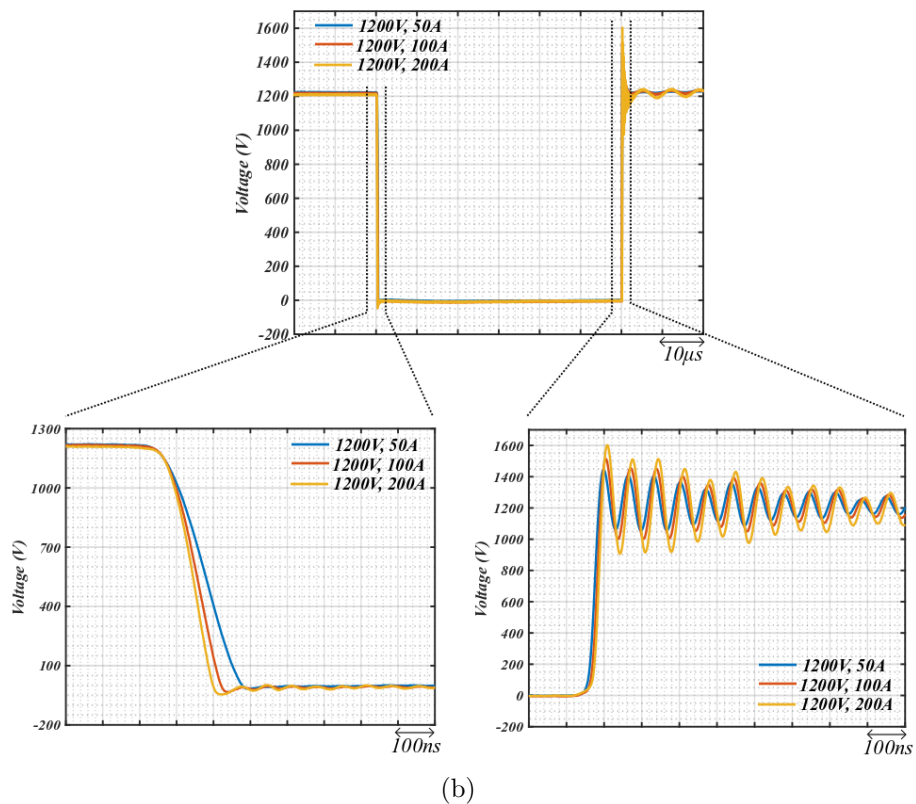 1600
1400
1200
1000
800
600
400
200
0
-200
Voltage (V)
1200V, 50A
1200V, 100A
1200V, 200A
10μs
1300
1000
700
400
100
-200
Voltage (V)
1200V, 50A
1200V, 100A
1200V, 200A
100ns
1600
1400
1200
1000
800
600
400
200
0
-200
Voltage (V)
1200V, 50A
1200V, 100A
1200V, 200A
100ns
(b)